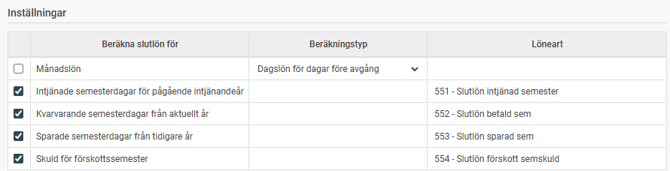 Inställningar
Beräkna slutlön för Beräkningstyp Löneart
Månadslön Dagslön för dagar före avgång
Intjänade semesterdagar för pågående intjänandeår 551 - Slutlön intjänad semester
Kvarvarande semesterdagar från aktuellt år 552 - Slutlön betald sem
Sparade semesterdagar från tidigare år 553 - Slutlön sparad sem
Skuld för förskottssemester 554 - Slutlön förskott semskuld